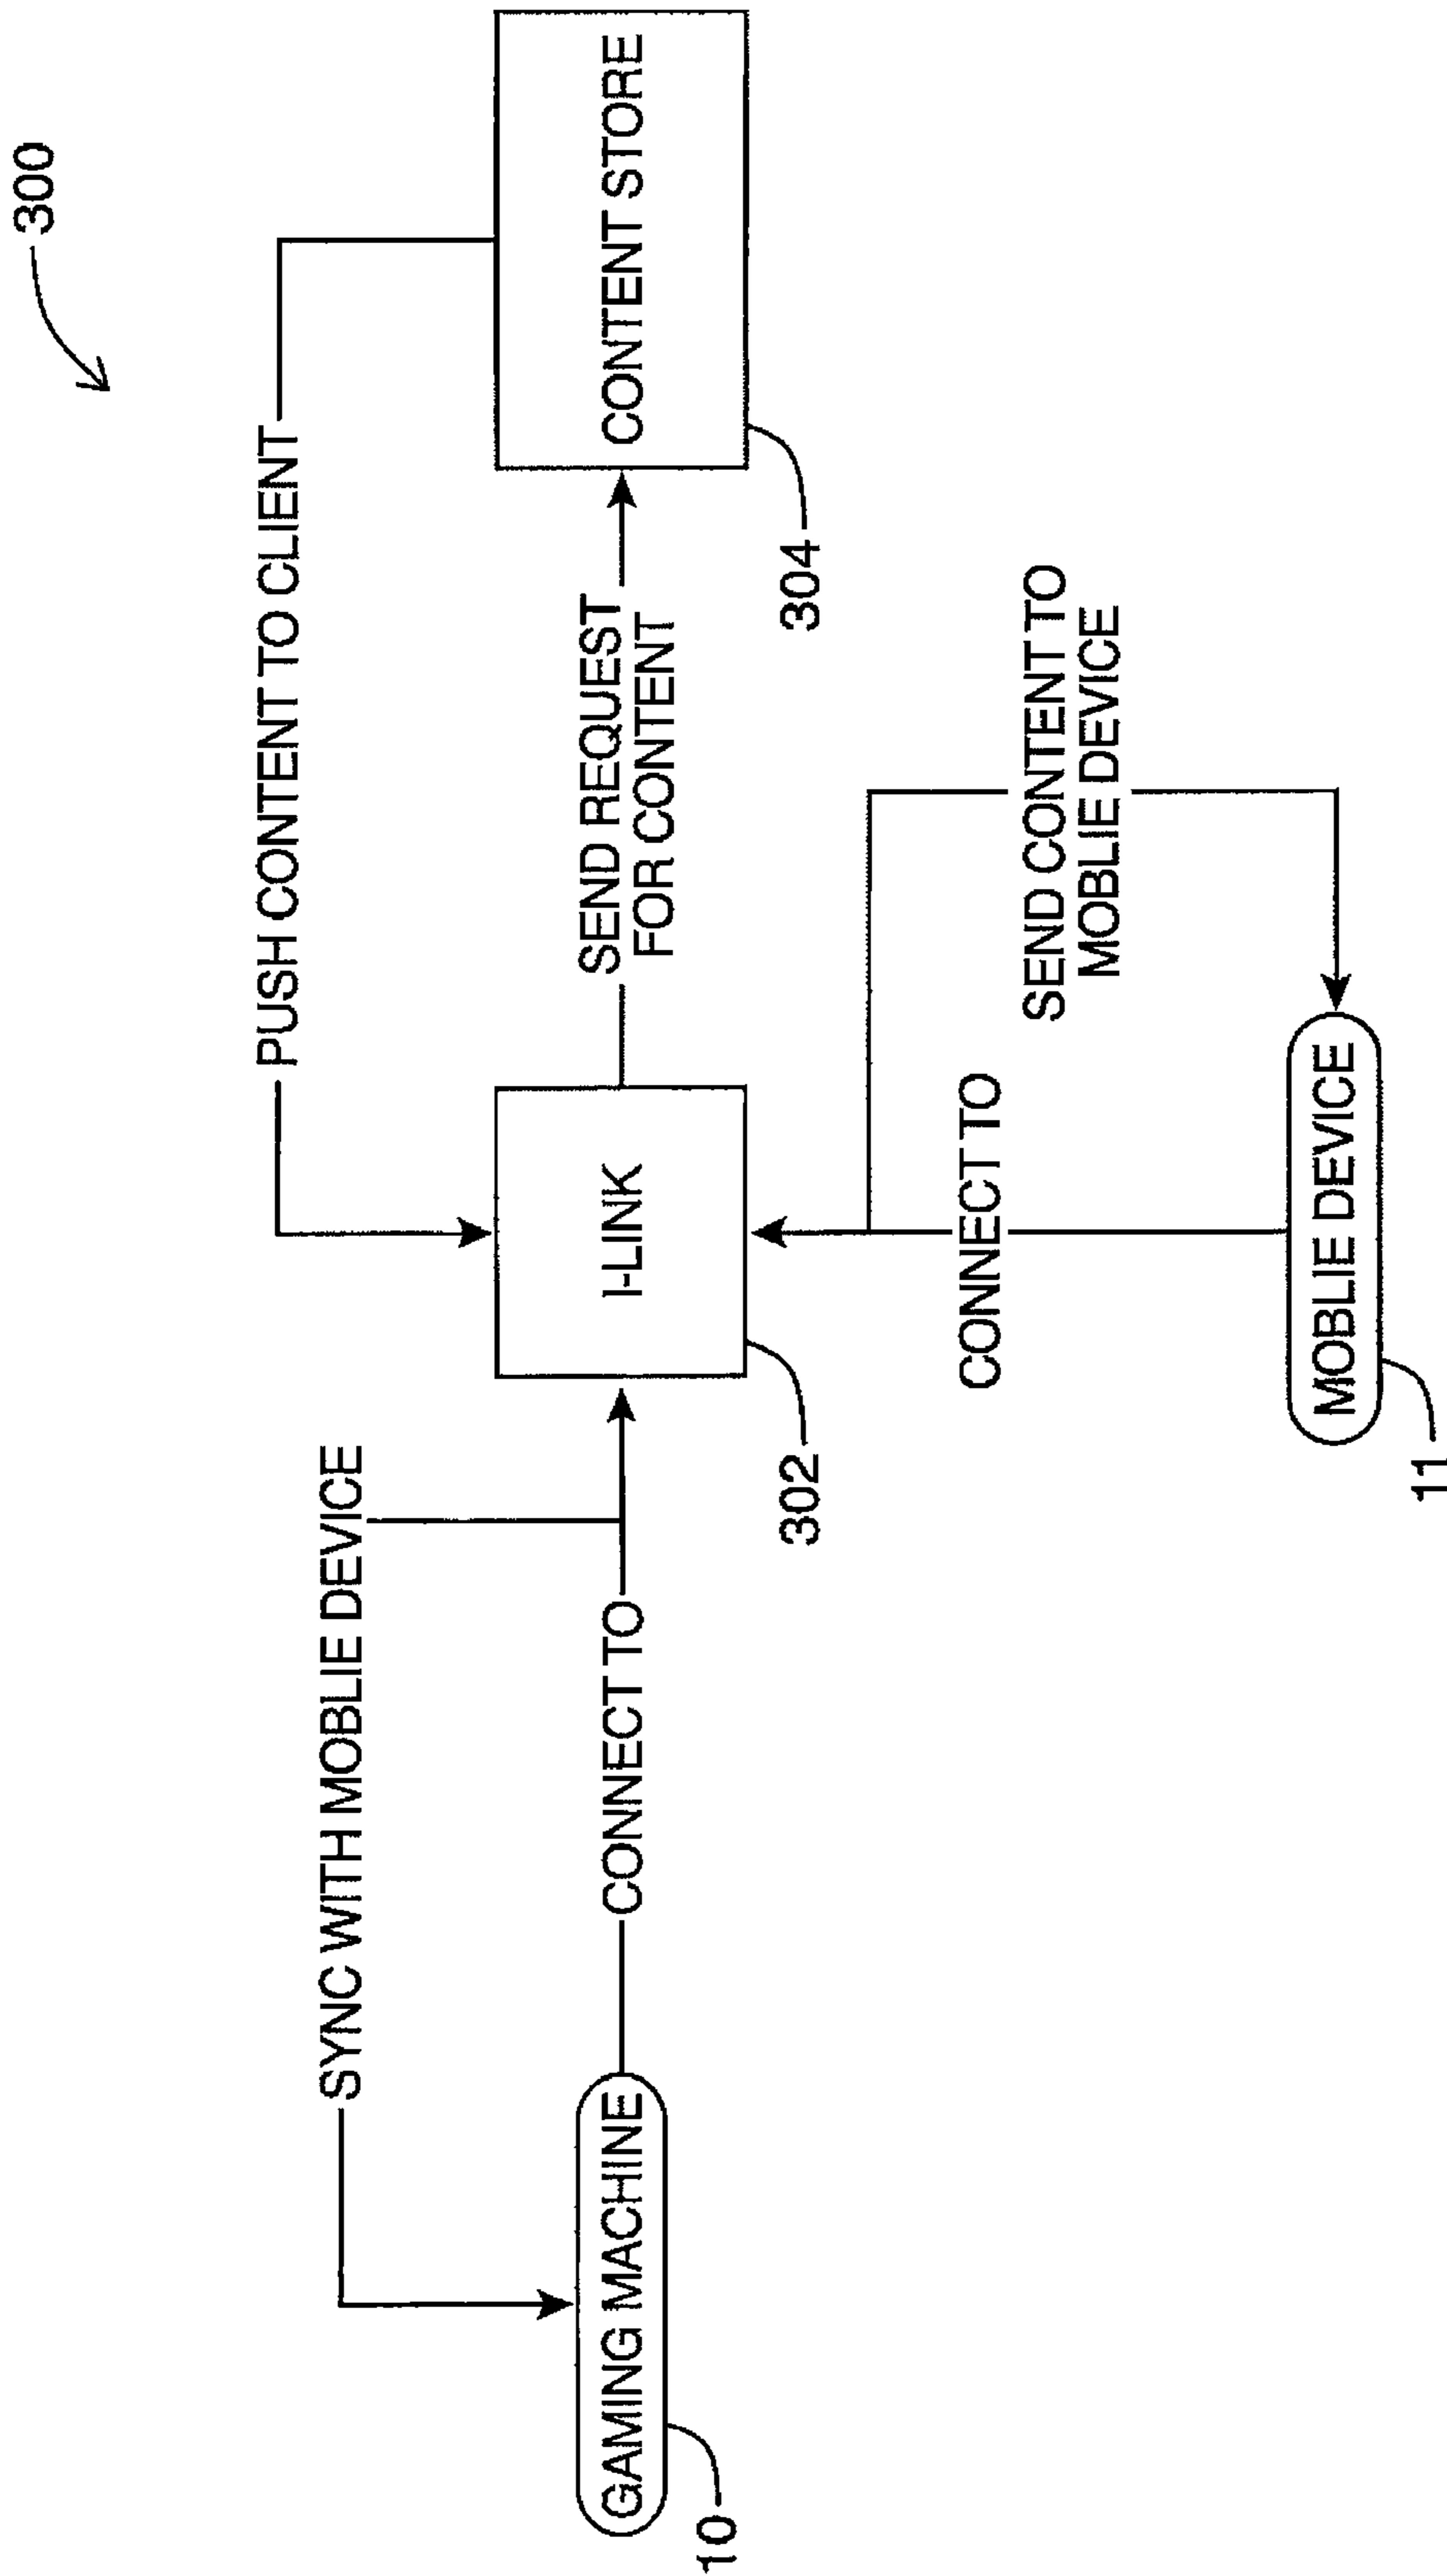 300
PUSH CONTENT TO CLIENT
SYNC WITH MOBLIE DEVICE
GAMING MACHINE
CONNECT TO
I-LINK
SEND REQUEST
FOR CONTENT
CONTENT STORE
10
302
304
CONNECT TO
SEND CONTENT TO
MOBLIE DEVICE
MOBLIE DEVICE
11